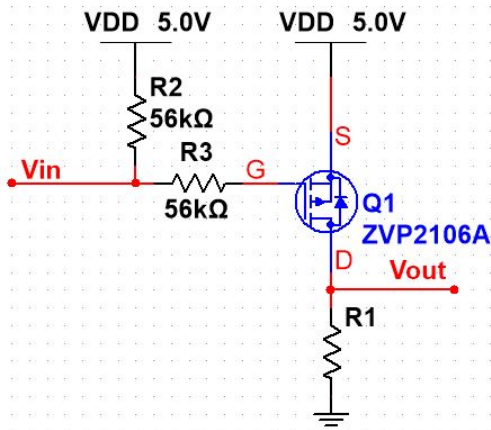 VDD 5.0V
VDD 5.0V
R2
56kΩ
R3
56kΩ
Vin
G
S
Q1
ZVP2106A
D
Vout
R1